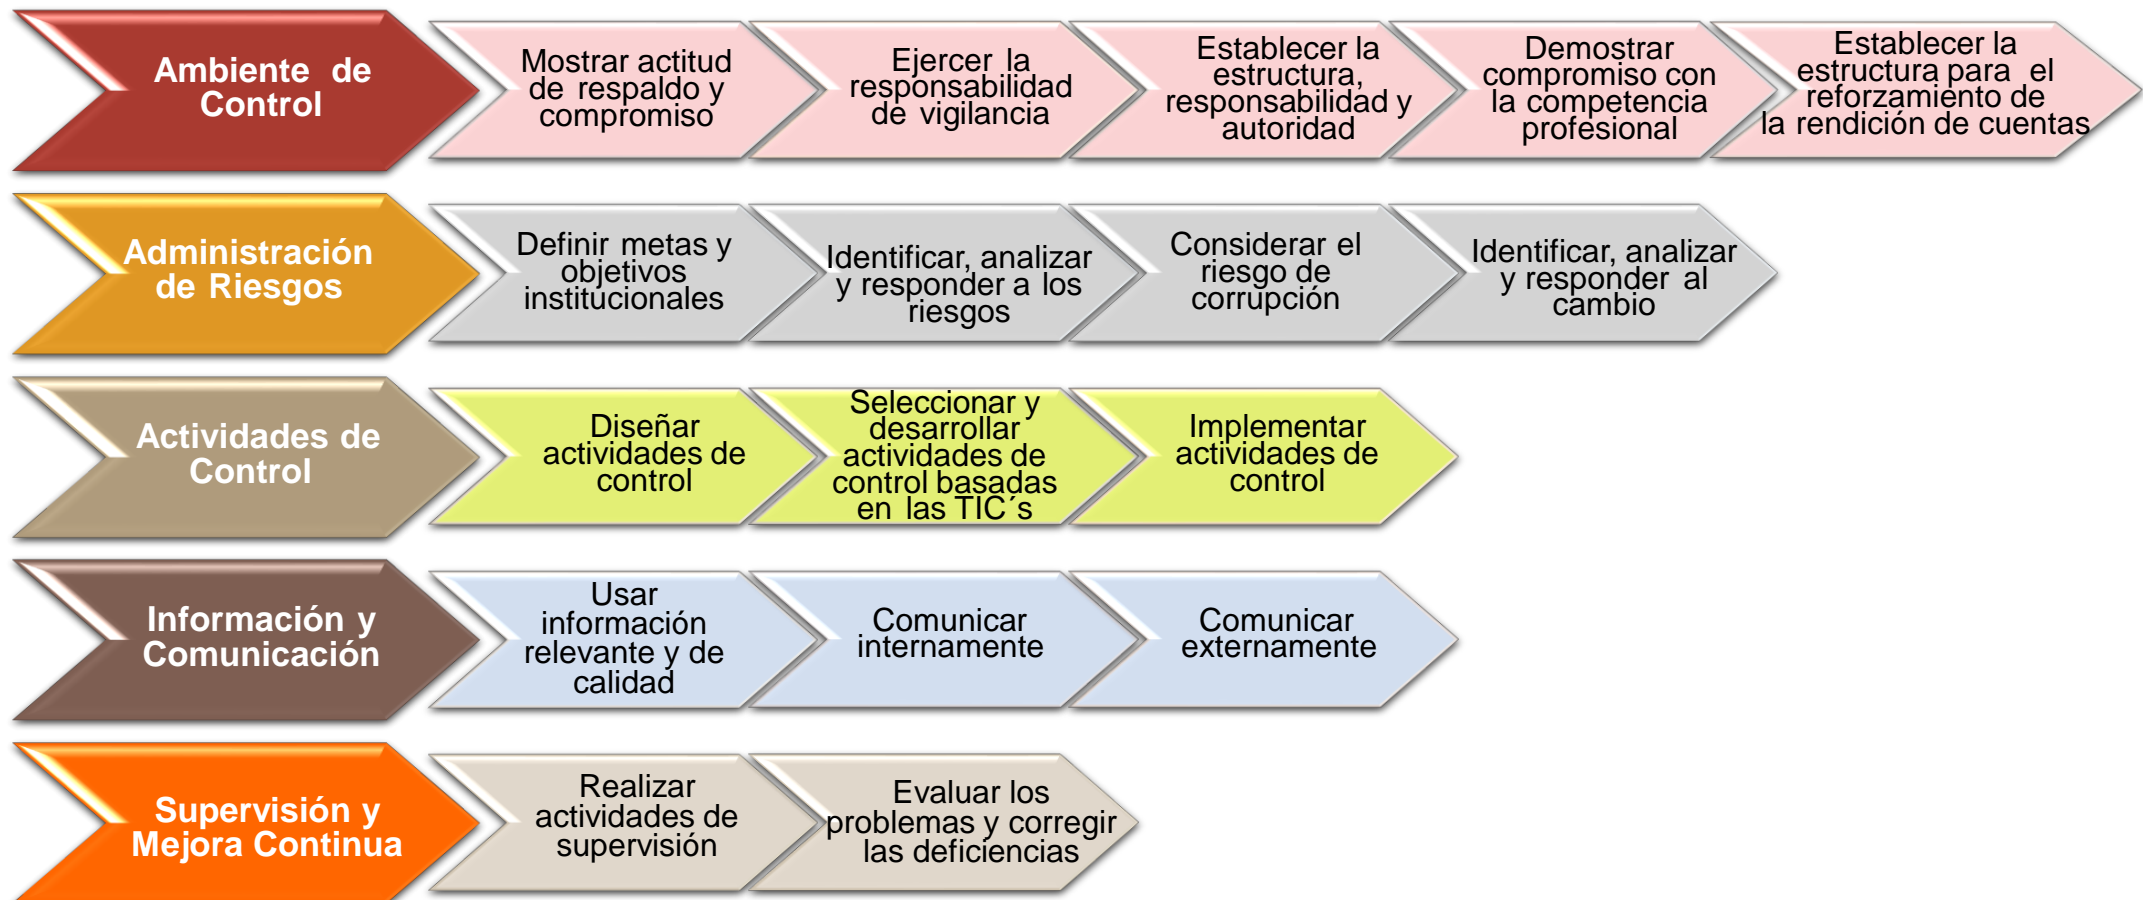 Ambiente de
Control
Mostrar actitud
de respaldo y
compromiso
Ejercer la
responsabilidad
de vigilancia
Establecer la
estructura,
responsabilidad y
autoridad
Demostrar
compromiso con
la competencia
profesional
Establecer la
estructura para el
reforzamiento de
la rendición de cuentas
Administración
de Riesgos
Definir metas y
objetivos
institucionales
Identificar, analizar
y responder a los
riesgos
Considerar el
riesgo de
corrupción
Identificar, analizar
y responder al
cambio
Actividades de
Control
Diseñar
actividades de
control
Seleccionar y
desarrollar
actividades de
control basadas
en las TIC´s
Implementar
actividades de
control
Información y
Comunicación
Usar
información
relevante y de
calidad
Comunicar
internamente
Comunicar
externamente
Supervisión y
Mejora Continua
Realizar
actividades de
supervisión
Evaluar los
problemas y corregir
las deficiencias